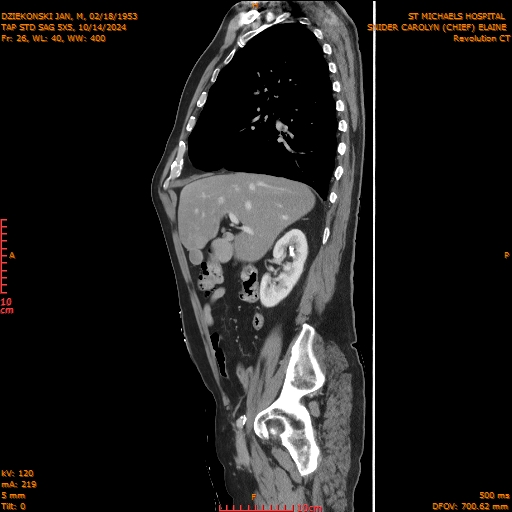 DZIEKONSKI JAN, M, 02/18/1953
TAP STD SAG 5X5, 10/14/2024
Fr: 26, WL: 40, WW: 400
H
ST MICHAELS HOSPITAL
SNIDER CAROLYN (CHIEF) ELAINE
Revolution CT
A
P
10
cm
kV: 120
mA: 219
5 mm
Tilt: 0
F
10cm
500 ms
DFOV: 700.62 mm